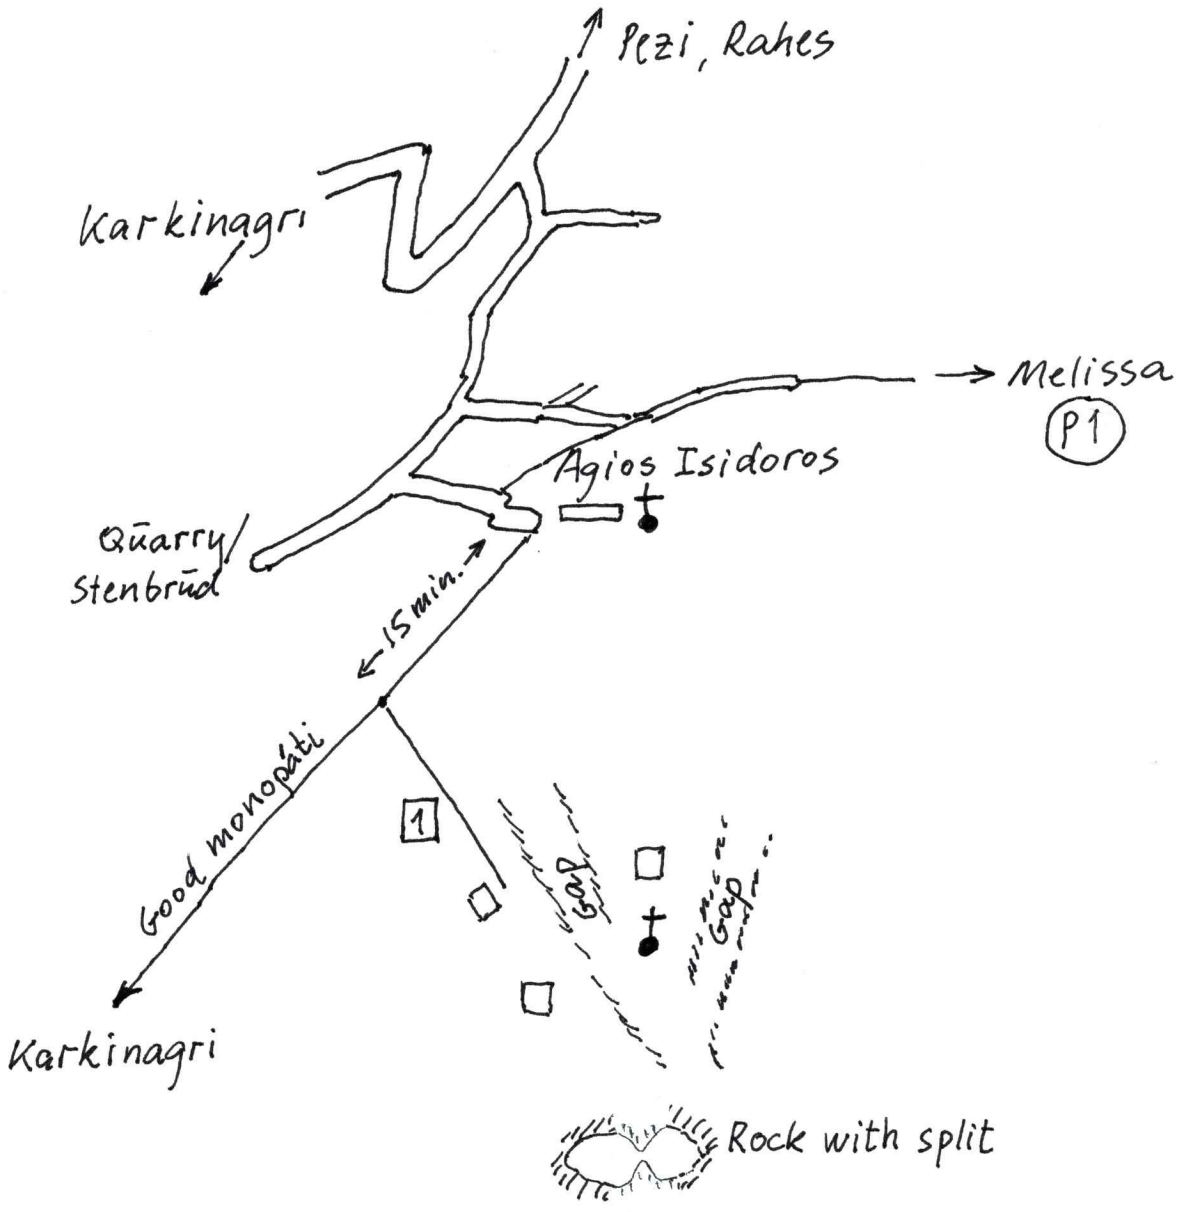 Pezi, Rahes
Karkinagri
Melissa
P1
Agios Isidoros
Quarry/
Stenbrud
15 min.
Good monopáti
1
Gap
Gap
Karkinagri
Rock with split